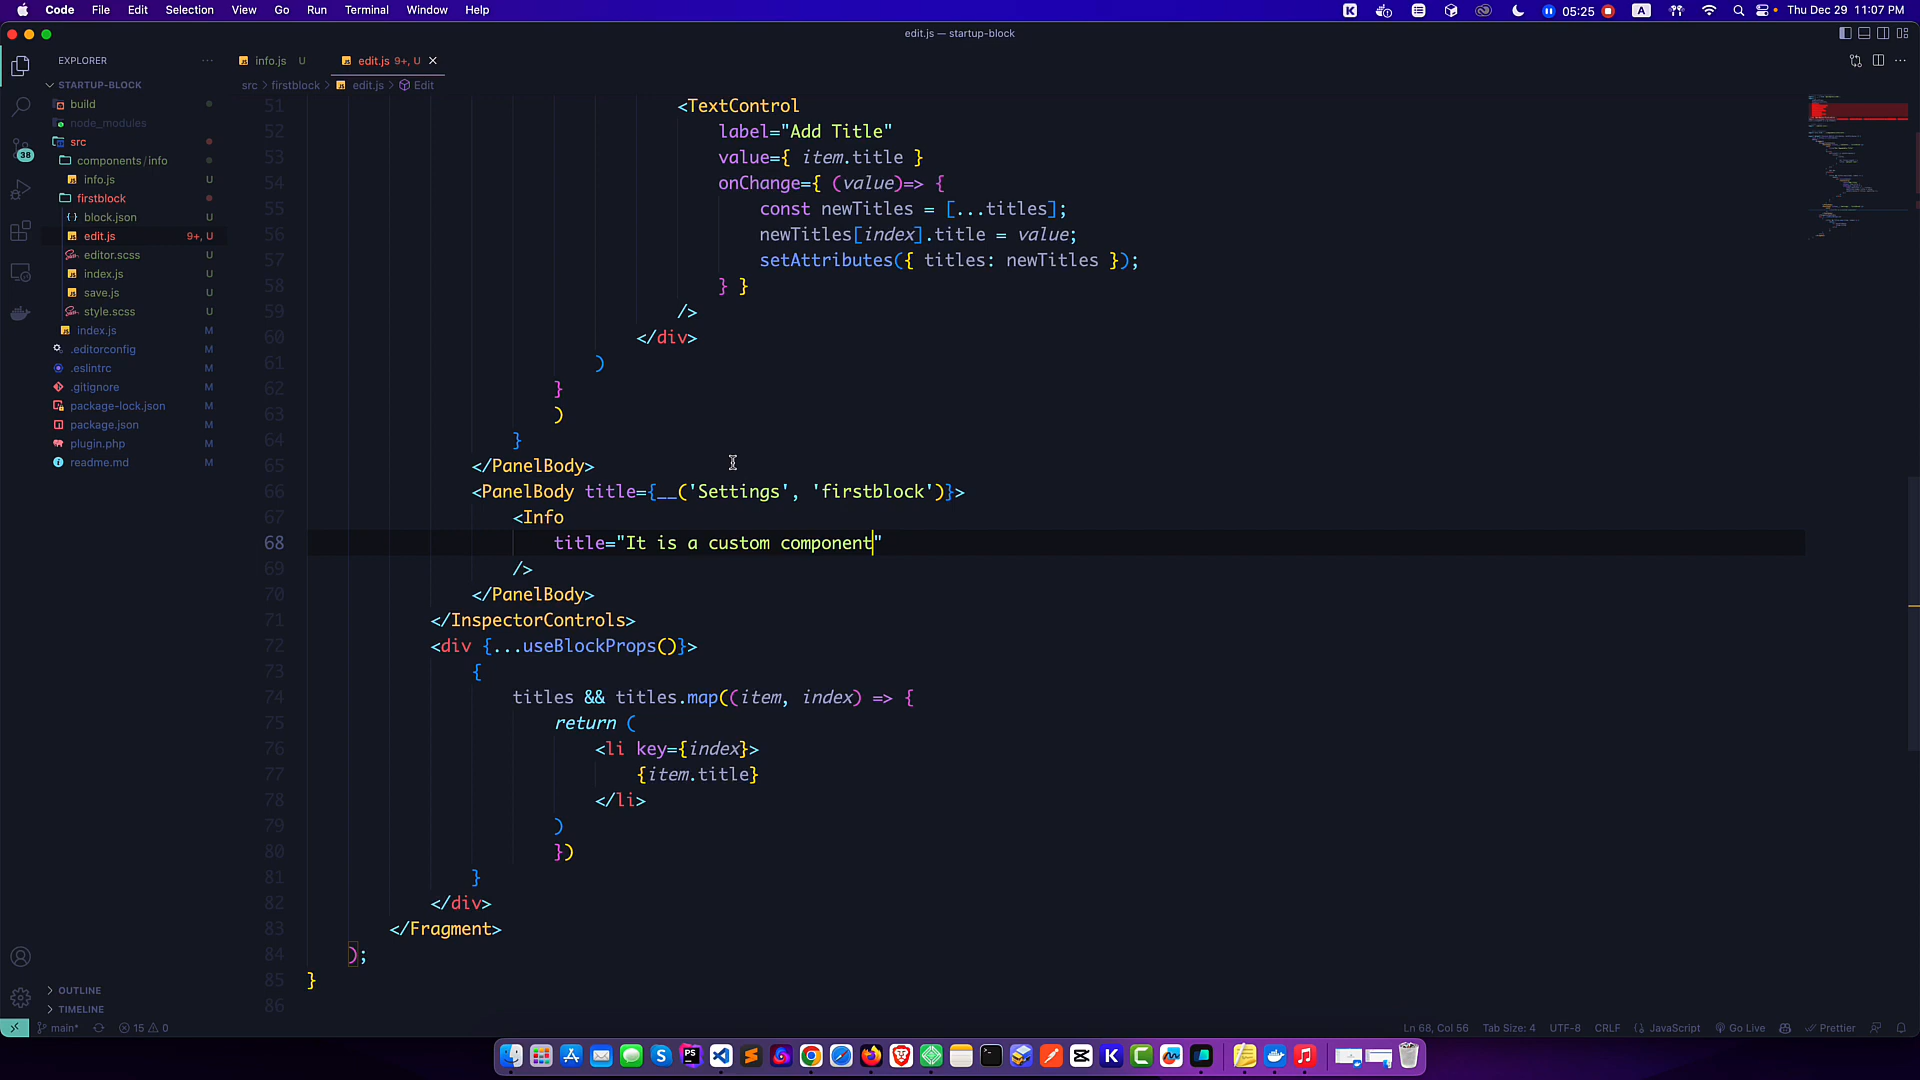 Code File Edit Selection View Go Run Terminal Window Help
05:25 A Thu Dec 29 11:07 PM
edit.js — startup-block
EXPLORER
STARTUP-BLOCK
build
node_modules
src
components/info
info.js U
firstblock
block.json U
edit.js 9+, U
editor.scss U
index.js U
save.js U
style.scss U
index.js M
.editorconfig M
.eslintrc M
.gitignore M
package-lock.json M
package.json M
plugin.php M
readme.md M
38
OUTLINE
TIMELINE
info.js U edit.js 9+, U
src > firstblock > edit.js > Edit
51 <TextControl
52 label="Add Title"
53 value={ item.title }
54 onChange={ (value)=> {
55 const newTitles = [...titles];
56 newTitles[index].title = value;
57 setAttributes({ titles: newTitles });
58 } }
59 />
60 </div>
61 )
62 }
63 )
64 }
65 </PanelBody>
66 <PanelBody title={__('Settings', 'firstblock')}>
67 <Info
68 title="It is a custom component"
69 />
70 </PanelBody>
71 </InspectorControls>
72 <div {...useBlockProps()}>
73 {
74 titles && titles.map((item, index) => {
75 return (
76 <li key={index}>
77 {item.title}
78 </li>
79 )
80 })
81 }
82 </div>
83 </Fragment>
84 );
85 }
86
main* 15 0
Ln 68, Col 56 Tab Size: 4 UTF-8 CRLF JavaScript Go Live Prettier